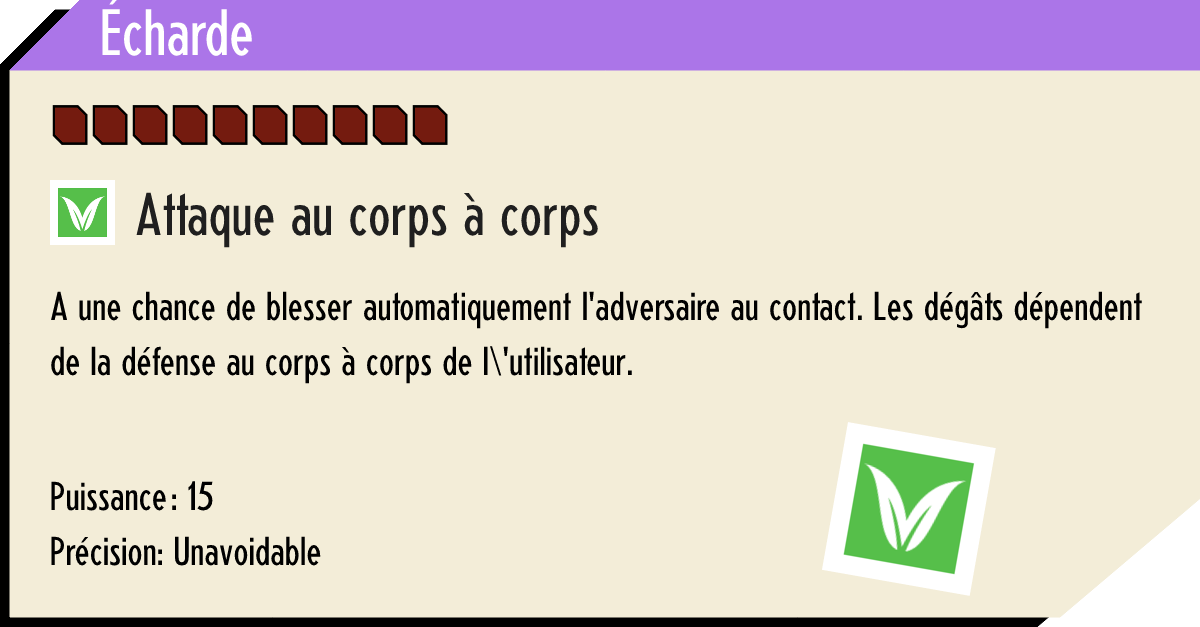 Écharde
Attaque au corps à corps
A une chance de blesser automatiquement l'adversaire au contact. Les dégâts dépendent
de la défense au corps à corps de l\'utilisateur.
Puissance : 15
Précision: Unavoidable